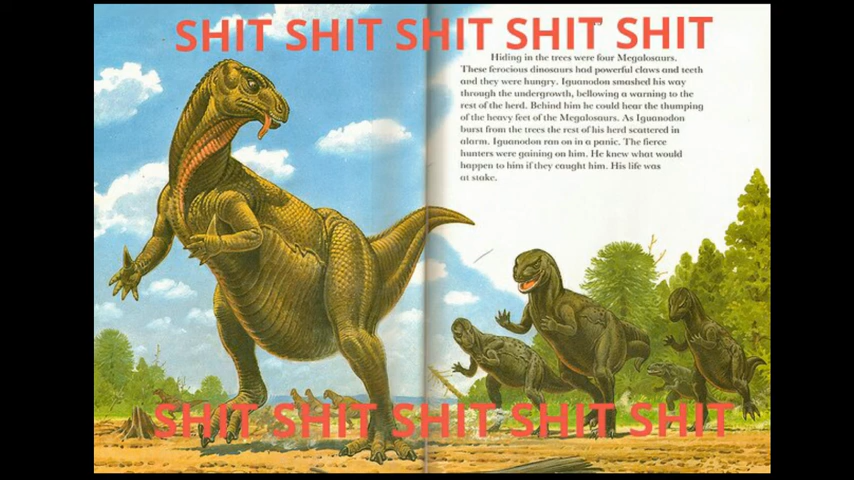 SHIT SHIT SHIT SHIT SHIT
Hiding in the trees were four Megalosaurs.
These ferocious dinosaurs had powerful claws and teeth
and they were hungry. Iguanodon smashed his way
through the undergrowth, bellowing a warning to the
rest of the herd. Behind him he could hear the thumping
of the heavy feet of the Megalosaurs. As Iguanodon
burst from the trees the rest of his herd scattered in
alarm. Iguanodon ran on in a panic. The fierce
hunters were gaining on him. He knew what would
happen to him if they caught him. His life was
at stake.
SHIT SHIT SHIT SHIT SHIT